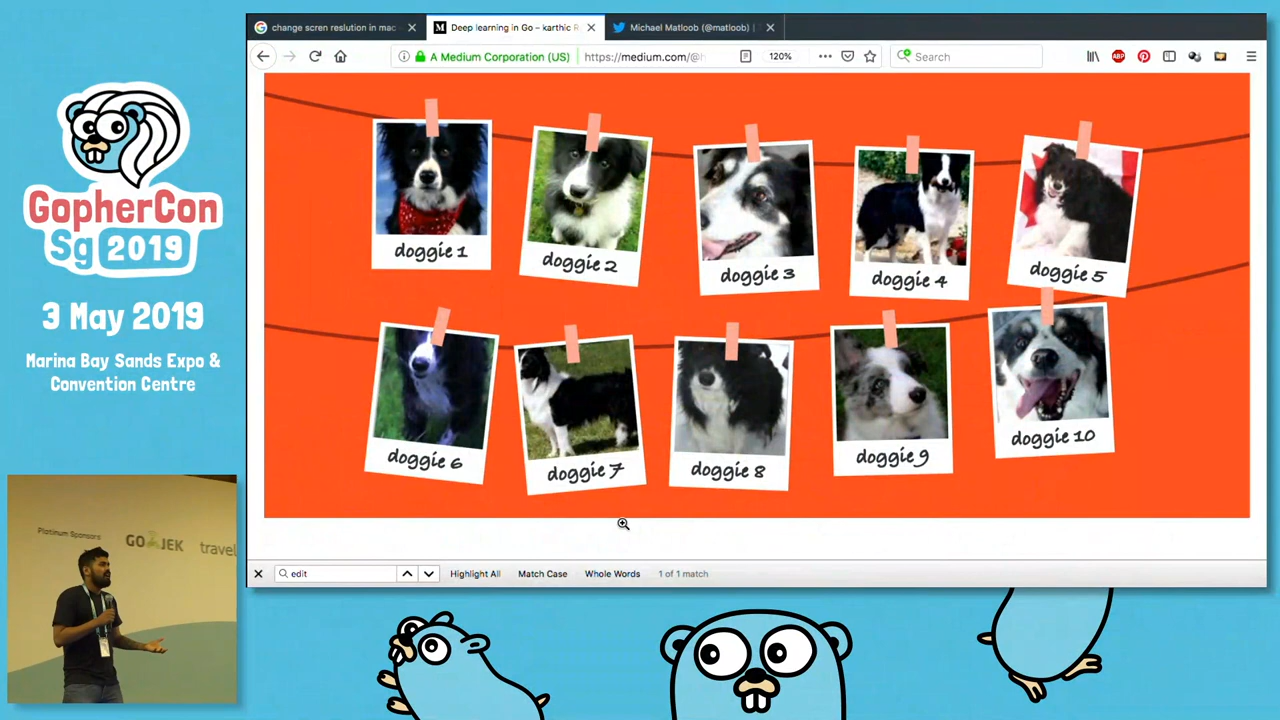 change scren reslution in mac
Deep learning in Go – karthic R
Michael Matloob (@matloob) |
A Medium Corporation (US)
https://medium.com/@h
120%
Search
GopherCon
Sg 2019
3 May 2019
Marina Bay Sands Expo &
Convention Centre
doggie 1
doggie 2
doggie 3
doggie 4
doggie 5
doggie 6
doggie 7
doggie 8
doggie 9
doggie 10
Platinum Sponsors
GOJEK
travel
edit
Highlight All
Match Case
Whole Words
1 of 1 match